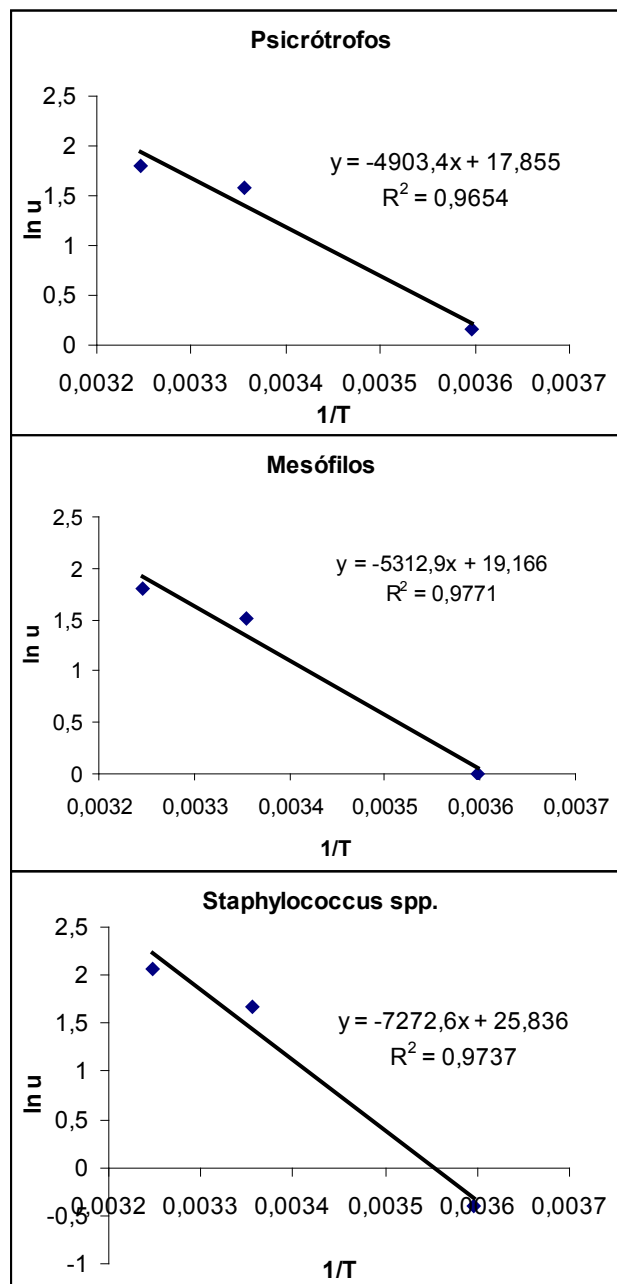 Psicrótrofos
2,5
y = -4903,4x + 17,855
R² = 0,9654
2
1,5
1
0,5
0
ln u
0,0032 0,0033 0,0034 0,0035 0,0036 0,0037
1/T
Mesófilos
2,5
y = -5312,9x + 19,166
R² = 0,9771
2
1,5
1
0,5
0
ln u
0,0032 0,0033 0,0034 0,0035 0,0036 0,0037
1/T
Staphylococcus spp.
2,5
2
y = -7272,6x + 25,836
R² = 0,9737
1,5
1
0,5
0
-0,5
-1
ln u
0,0032 0,0033 0,0034 0,0035 0,0036 0,0037
1/T